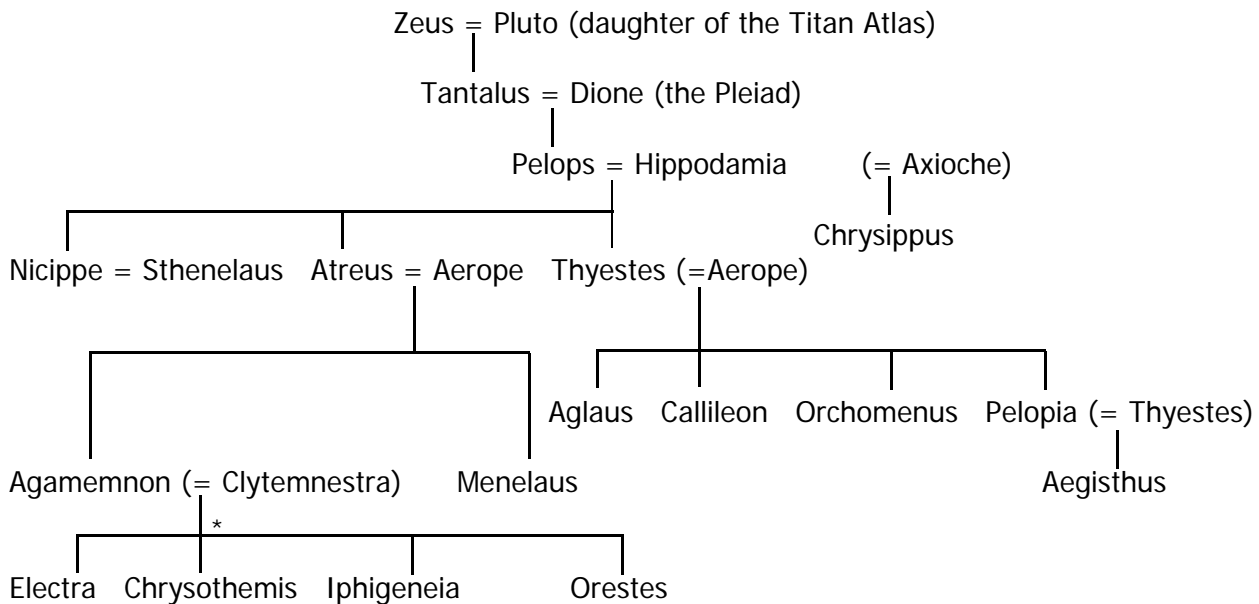 Zeus = Pluto (daughter of the Titan Atlas)
Tantalus = Dione (the Pleiad)
Pelops = Hippodamia (= Axioche)
Chrysippus
Nicippe = Sthenelaus Atreus = Aerope Thyestes (=Aerope)
Aglaus Callileon Orchomenus Pelopia (= Thyestes)
Agamemnon (= Clytemnestra) Menelaus Aegisthus
*
Electra Chrysothemis Iphigeneia Orestes